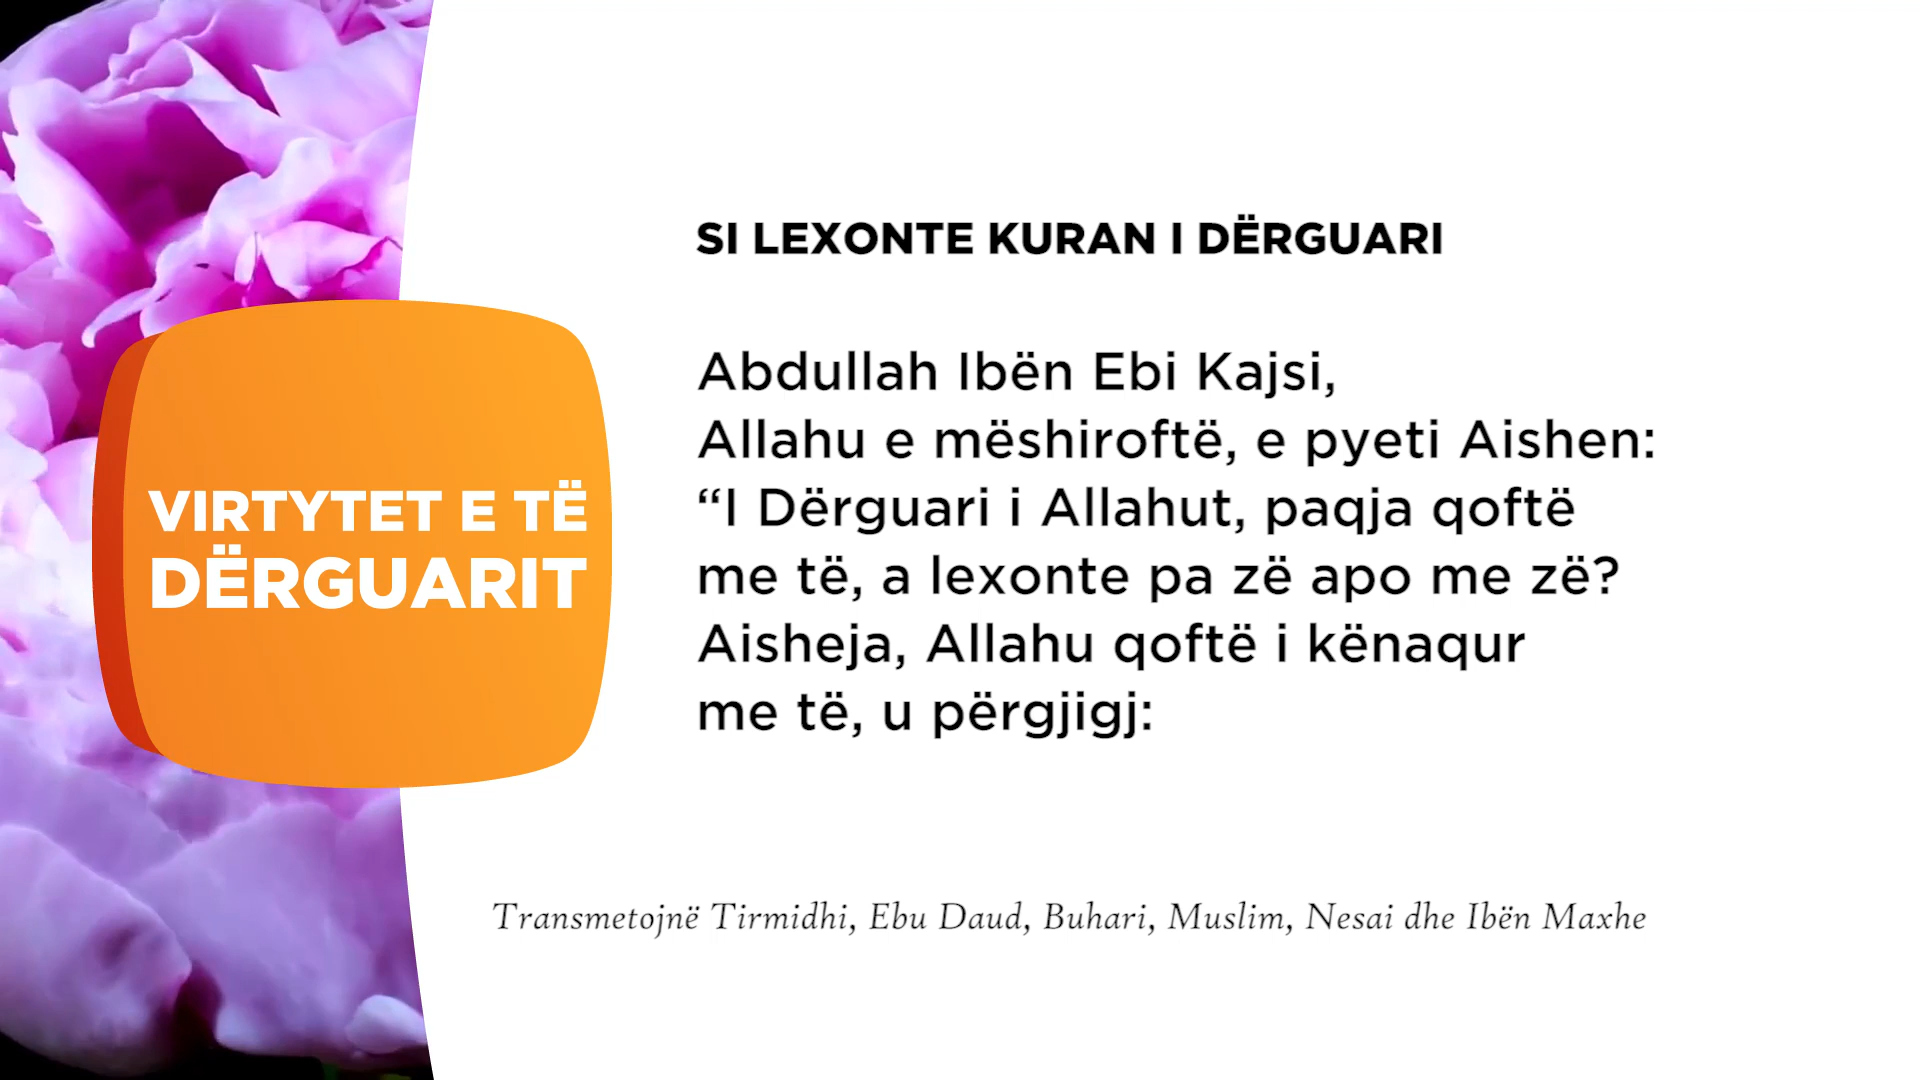 VIRTYTET E TË
DËRGUARIT
SI LEXONTE KURAN I DËRGUARI
Abdullah Ibën Ebi Kajsi,
Allahu e mëshiroftë, e pyeti Aishen:
“I Dërguari i Allahut, paqja qoftë
me të, a lexonte pa zë apo me zë?
Aisheja, Allahu qoftë i kënaqur
me të, u përgjigj:
Transmetojnë Tirmidhi, Ebu Daud, Buhari, Muslim, Nesai dhe Ibën Maxhe